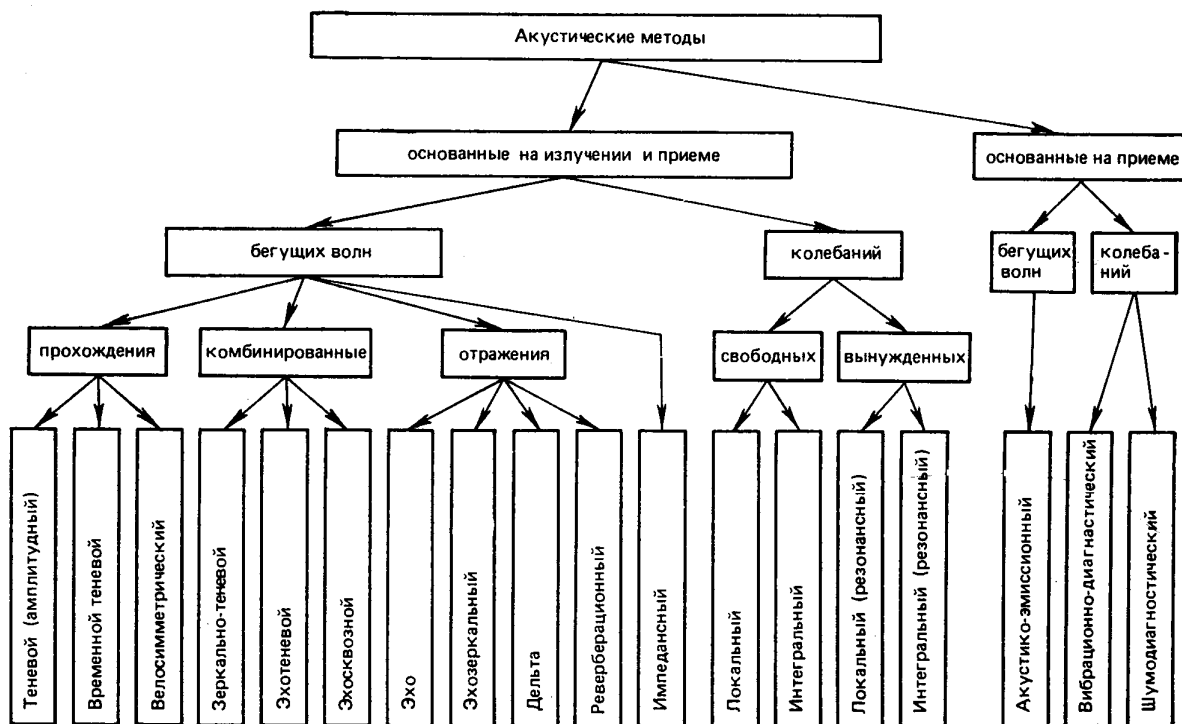 Акустические методы
основанные на излучении и приеме
основанные на приеме
бегущих волн
колебаний
бегущих
волн
колеба-
ний
прохождения
комбинированные
отражения
свободных
вынужденных
Теневой (амплитудный)
Временной теневой
Велосимметрический
Зеркально-теневой
Эхотеневой
Эхосквозной
Эхо
Эхозеркальный
Дельта
Реверберационный
Импедансный
Локальный
Интегральный
Локальный (резонансный)
Интегральный (резонансный)
Акустико-эмиссионный
Вибрационно-диагнастический
Шумодиагностический